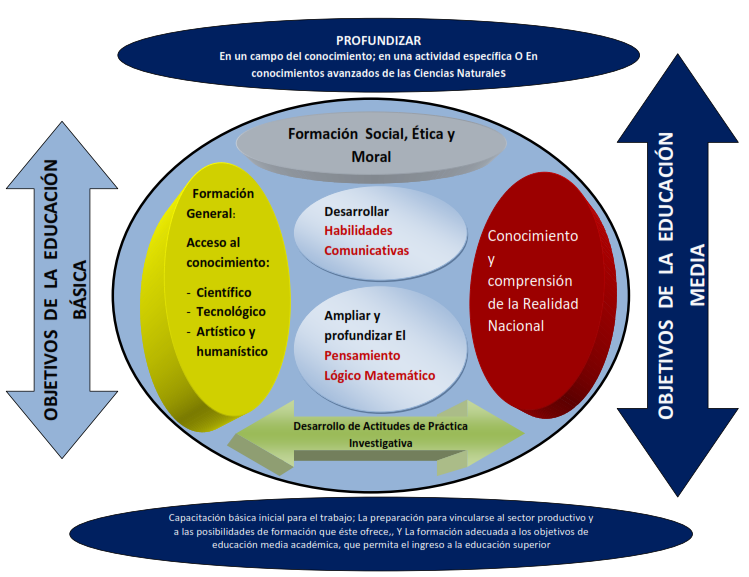 PROFUNDIZAR
En un campo del conocimiento; en una actividad específica O En
conocimientos avanzados de las Ciencias Naturales
OBJETIVOS DE LA EDUCACIÓN
BÁSICA
Formación Social, Ética y
Moral
Formación
General:
Acceso al
conocimiento:
- Científico
- Tecnológico
- Artístico y
humanístico
Desarrollar
Habilidades
Comunicativas
Ampliar y
profundizar El
Pensamiento
Lógico Matemático
Conocimiento
y
comprensión
de la Realidad
Nacional
Desarrollo de Actitudes de Práctica
Investigativa
OBJETIVOS DE LA EDUCACIÓN
MEDIA
Capacitación básica inicial para el trabajo; La preparación para vincularse al sector productivo y
a las posibilidades de formación que éste ofrece,, Y La formación adecuada a los objetivos de
educación media académica, que permita el ingreso a la educación superior